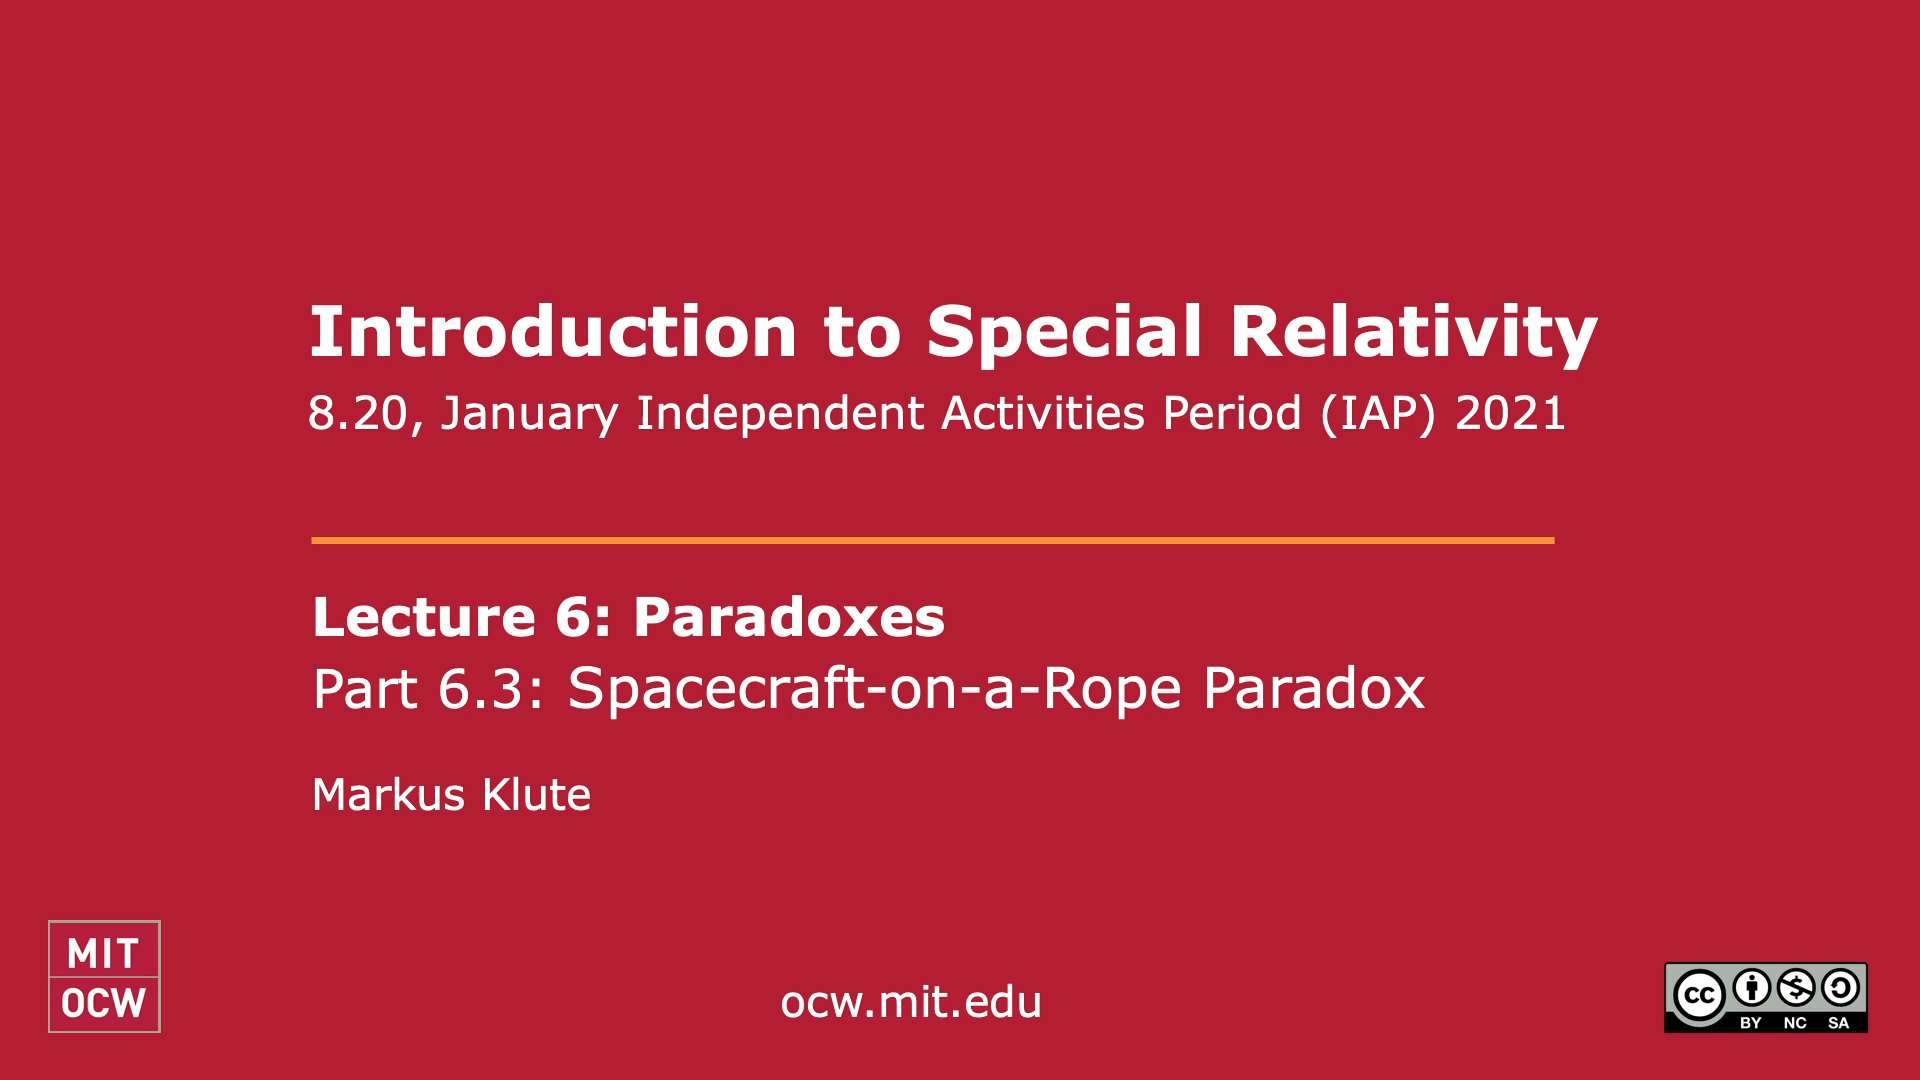 Introduction to Special Relativity
8.20, January Independent Activities Period (IAP) 2021
Lecture 6: Paradoxes
Part 6.3: Spacecraft-on-a-Rope Paradox
Markus Klute
MIT
OCW
ocw.mit.edu
cc
BY NC SA